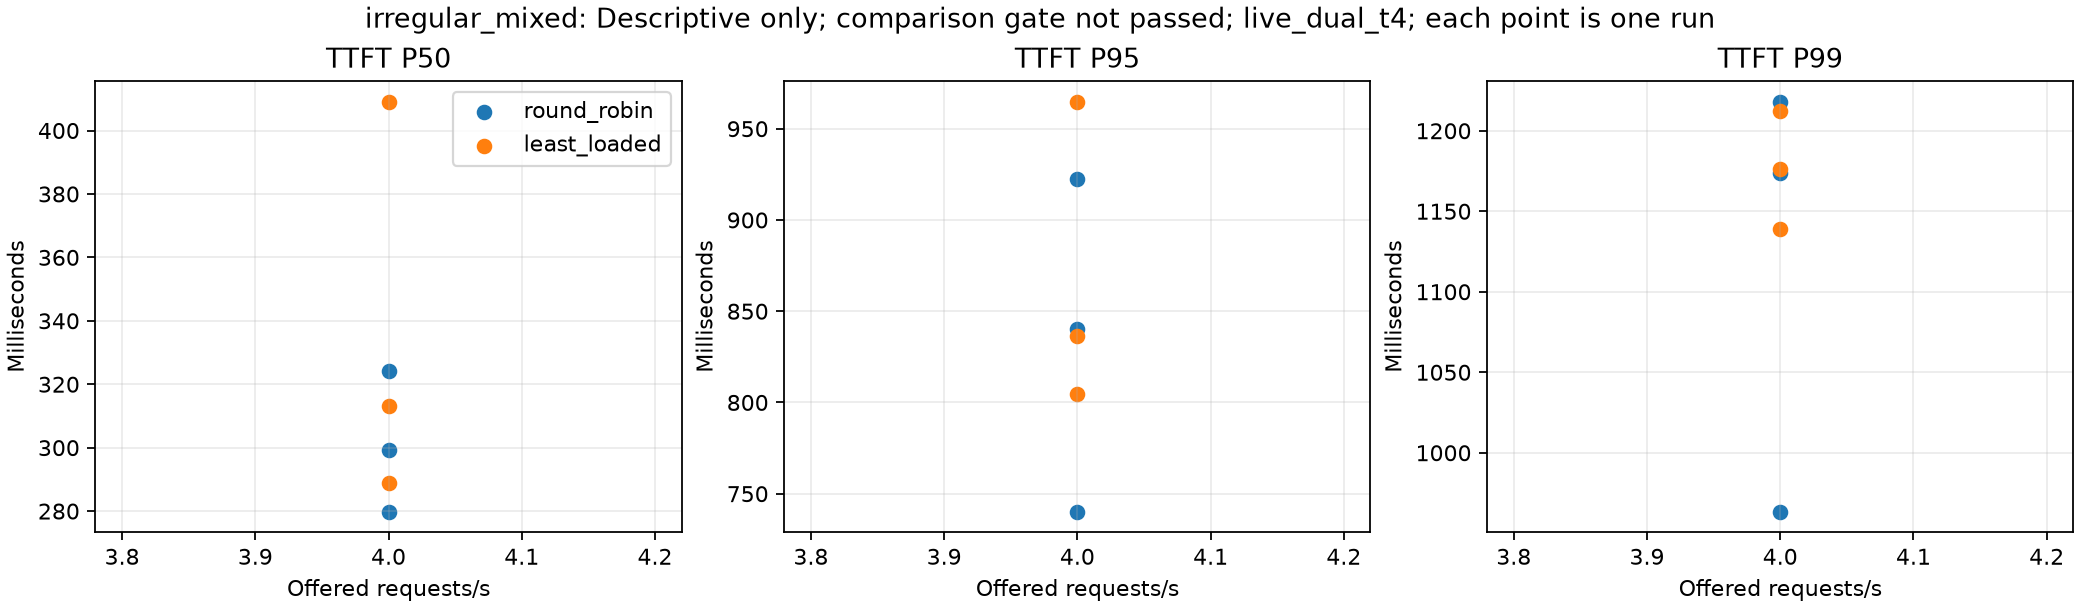 irregular_mixed: Descriptive only; comparison gate not passed; live_dual_t4; each point is one run
TTFT P50
Milliseconds
400
380
360
340
320
300
280
3.8 3.9 4.0 4.1 4.2
Offered requests/s
round_robin
least_loaded
TTFT P95
Milliseconds
950
900
850
800
750
3.8 3.9 4.0 4.1 4.2
Offered requests/s
TTFT P99
Milliseconds
1200
1150
1100
1050
1000
3.8 3.9 4.0 4.1 4.2
Offered requests/s